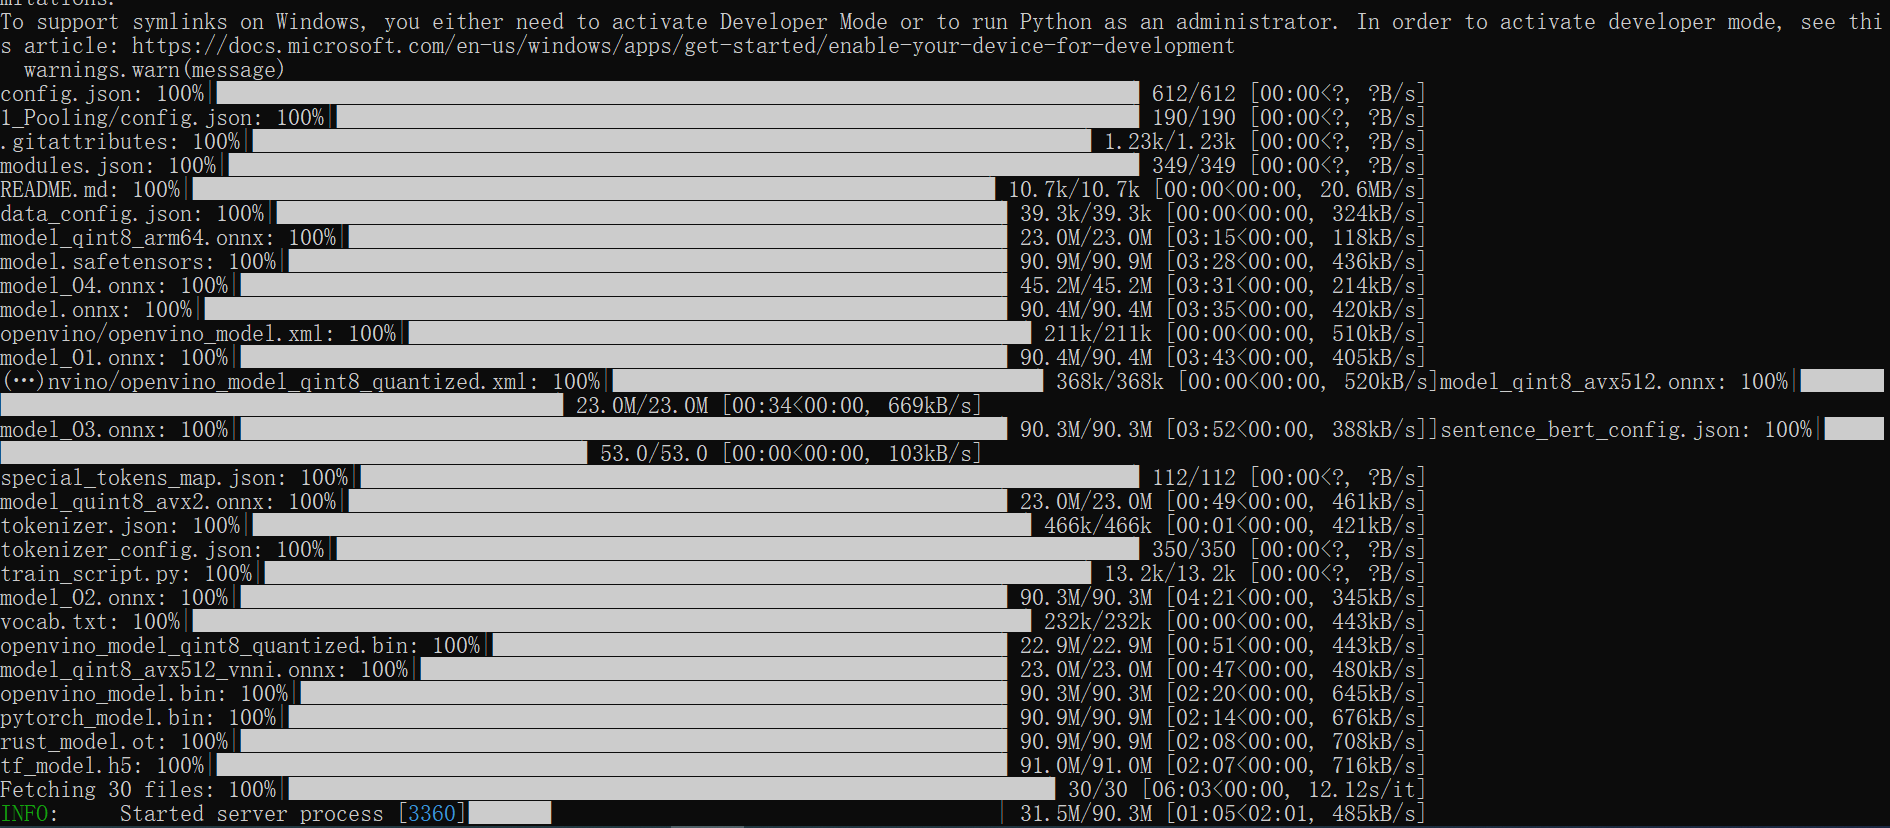 mitations.
To support symlinks on Windows, you either need to activate Developer Mode or to run Python as an administrator. In order to activate developer mode, see thi
s article: https://docs.microsoft.com/en-us/windows/apps/get-started/enable-your-device-for-development
  warnings.warn(message)
config.json: 100%| 612/612 [00:00<?, ?B/s]
1_Pooling/config.json: 100%| 190/190 [00:00<?, ?B/s]
.gitattributes: 100%| 1.23k/1.23k [00:00<?, ?B/s]
modules.json: 100%| 349/349 [00:00<?, ?B/s]
README.md: 100%| 10.7k/10.7k [00:00<00:00, 20.6MB/s]
data_config.json: 100%| 39.3k/39.3k [00:00<00:00, 324kB/s]
model_qint8_arm64.onnx: 100%| 23.0M/23.0M [03:15<00:00, 118kB/s]
model.safetensors: 100%| 90.9M/90.9M [03:28<00:00, 436kB/s]
model_O4.onnx: 100%| 45.2M/45.2M [03:31<00:00, 214kB/s]
model.onnx: 100%| 90.4M/90.4M [03:35<00:00, 420kB/s]
openvino/openvino_model.xml: 100%| 211k/211k [00:00<00:00, 510kB/s]
model_O1.onnx: 100%| 90.4M/90.4M [03:43<00:00, 405kB/s]
(…)nvino/openvino_model_qint8_quantized.xml: 100%| 368k/368k [00:00<00:00, 520kB/s]model_qint8_avx512.onnx: 100%|
23.0M/23.0M [00:34<00:00, 669kB/s]
model_O3.onnx: 100%| 90.3M/90.3M [03:52<00:00, 388kB/s]]sentence_bert_config.json: 100%|
53.0/53.0 [00:00<00:00, 103kB/s]
special_tokens_map.json: 100%| 112/112 [00:00<?, ?B/s]
model_quint8_avx2.onnx: 100%| 23.0M/23.0M [00:49<00:00, 461kB/s]
tokenizer.json: 100%| 466k/466k [00:01<00:00, 421kB/s]
tokenizer_config.json: 100%| 350/350 [00:00<?, ?B/s]
train_script.py: 100%| 13.2k/13.2k [00:00<?, ?B/s]
model_O2.onnx: 100%| 90.3M/90.3M [04:21<00:00, 345kB/s]
vocab.txt: 100%| 232k/232k [00:00<00:00, 443kB/s]
openvino_model_qint8_quantized.bin: 100%| 22.9M/22.9M [00:51<00:00, 443kB/s]
model_qint8_avx512_vnni.onnx: 100%| 23.0M/23.0M [00:47<00:00, 480kB/s]
openvino_model.bin: 100%| 90.3M/90.3M [02:20<00:00, 645kB/s]
pytorch_model.bin: 100%| 90.9M/90.9M [02:14<00:00, 676kB/s]
rust_model.ot: 100%| 90.9M/90.9M [02:08<00:00, 708kB/s]
tf_model.h5: 100%| 91.0M/91.0M [02:07<00:00, 716kB/s]
Fetching 30 files: 100%| 30/30 [06:03<00:00, 12.12s/it]
INFO:     Started server process [3360] | 31.5M/90.3M [01:05<02:01, 485kB/s]